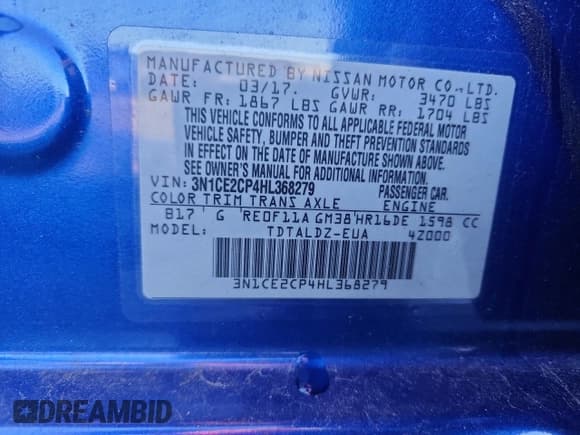 MANUFACTURED BY NISSAN MOTOR CO.,LTD.
DATE: 03/17. GVWR: 3470 LBS
GAWR FR: 1867 LBS GAWR RR: 1704 LBS
THIS VEHICLE CONFORMS TO ALL APPLICABLE FEDERAL MOTOR
VEHICLE SAFETY, BUMPER AND THEFT PREVENTION STANDARDS
IN EFFECT ON THE DATE OF MANUFACTURE SHOWN ABOVE.
SEE OWNER'S MANUAL FOR ADDITIONAL INFORMATION.
VIN: 3N1CE2CP4HL368279 PASSENGER CAR.
COLOR TRIM TRANS AXLE ENGINE
B17 G RE0F11A GM38 HR16DE 1598 CC
MODEL: TDTALDZ-EUA 4Z000
3N1CE2CP4HL368279
DREAMBID